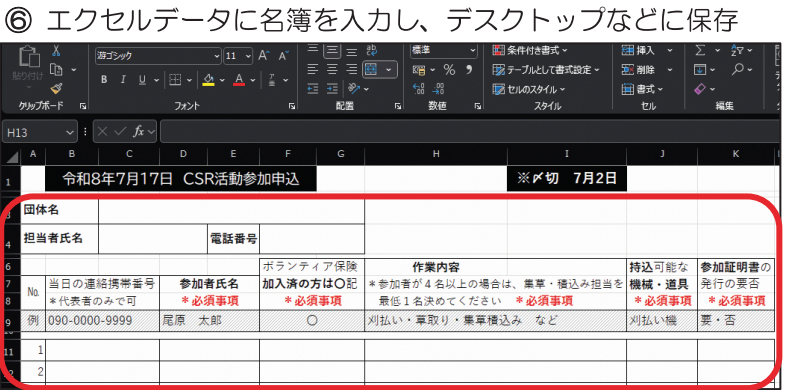 ⑥ エクセルデータに名簿を入力し、デスクトップなどに保存
貼り付け
クリップボード
游ゴシック 11 A^ A˅
B I U A
フォント
配置
標準
% 9
数値
条件付き書式
テーブルとして書式設定
セルのスタイル
スタイル
挿入
削除
書式
セル
編集
H13 fx
A B C D E F G H I J K
1 令和8年7月17日 CSR活動参加申込 ※〆切 7月2日
3 団体名
4 担当者氏名 電話番号
6 ボランティア保険 作業内容 持込可能な 参加証明書の
7 No. 当日の連絡携帯番号 参加者氏名 加入済の方は〇記 *参加者が4名以上の場合は、集草・積込み担当を 機械・道具 発行の要否
8 *代表者のみで可 *必須事項 *必須事項 最低1名決めてください *必須事項 *必須事項 *必須事項
9 例 090-0000-9999 尾原 太郎 〇 刈払い・草取り・集草積込み など 刈払い機 要・否
11 1
12 2